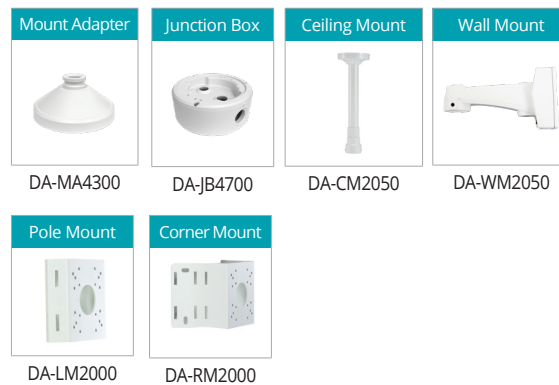 Mount Adapter
Junction Box
Ceiling Mount
Wall Mount
DA-MA4300
DA-JB4700
DA-CM2050
DA-WM2050
Pole Mount
Corner Mount
DA-LM2000
DA-RM2000